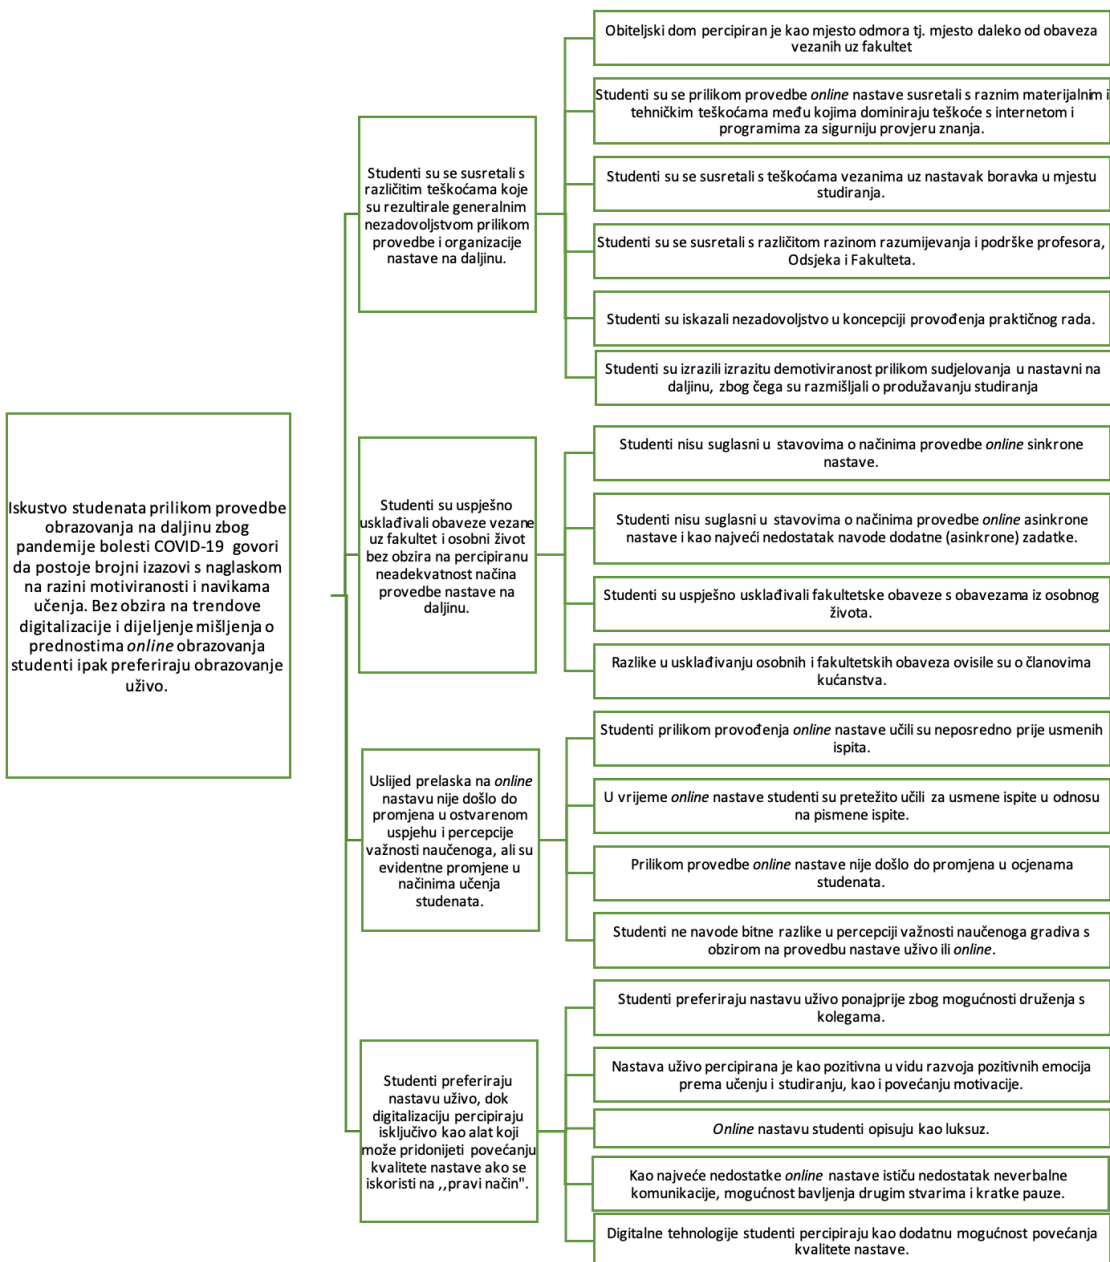 Iskustvo studenata prilikom provedbe
obrazovanja na daljinu zbog
pandemije bolesti COVID-19 govori
da postoje brojni izazovi s naglaskom
na razini motiviranosti i navikama
učenja. Bez obzira na trendove
digitalizacije i dijeljenje mišljenja o
prednostima online obrazovanja
studenti ipak preferiraju obrazovanje
uživo.
Studenti su se susretali s
različitim teškoćama koje
su rezultirale generalnim
nezadovoljstvom prilikom
provedbe i organizacije
nastave na daljinu.
Obiteljski dom percipiran je kao mjesto odmora tj. mjesto daleko od obaveza
vezanih uz fakultet
Studenti su se prilikom provedbe online nastave susretali s raznim materijalnim i
tehničkim teškoćama među kojima dominiraju teškoće s internetom i
programima za sigurniju provjeru znanja.
Studenti su se susretali s teškoćama vezanima uz nastavak boravka u mjestu
studiranja.
Studenti su se susretali s različitom razinom razumijevanja i podrške profesora,
Odsjeka i Fakulteta.
Studenti su iskazali nezadovoljstvo u koncepciji provođenja praktičnog rada.
Studenti su izrazili izrazitu demotiviranost prilikom sudjelovanja u nastavni na
daljinu, zbog čega su razmišljali o produžavanju studiranja
Studenti su uspješno
usklađivali obaveze vezane
uz fakultet i osobni život
bez obzira na percipiranu
neadekvatnost načina
provedbe nastave na
daljinu.
Studenti nisu suglasni u stavovima o načinima provedbe online sinkrone
nastave.
Studenti nisu suglasni u stavovima o načinima provedbe online asinkrone
nastave i kao najveći nedostatak navode dodatne (asinkrone) zadatke.
Studenti su uspješno usklađivali fakultetske obaveze s obavezama iz osobnog
života.
Razlike u usklađivanju osobnih i fakultetskih obaveza ovisile su o članovima
kućanstva.
Uslijed prelaska na online
nastavu nije došlo do
promjena u ostvarenom
uspjehu i percepcije
važnosti naučenoga, ali su
evidentne promjene u
načinima učenja
studenata.
Studenti prilikom provođenja online nastave učili su neposredno prije usmenih
ispita.
U vrijeme online nastave studenti su pretežito učili za usmene ispite u odnosu
na pismene ispite.
Prilikom provedbe online nastave nije došlo do promjena u ocjenama
studenata.
Studenti ne navode bitne razlike u percepciji važnosti naučenoga gradiva s
obzirom na provedbu nastave uživo ili online.
Studenti preferiraju
nastavu uživo, dok
digitalizaciju percipiraju
isključivo kao alat koji
može pridonijeti povećanju
kvalitete nastave ako se
iskoristi na ,,pravi način".
Studenti preferiraju nastavu uživo ponajprije zbog mogućnosti druženja s
kolegama.
Nastava uživo percipirana je kao pozitivna u vidu razvoja pozitivnih emocija
prema učenju i studiranju, kao i povećanju motivacije.
Online nastavu studenti opisuju kao luksuz.
Kao najveće nedostatke online nastave ističu nedostatak neverbalne
komunikacije, mogućnost bavljenja drugim stvarima i kratke pauze.
Digitalne tehnologije studenti percipiraju kao dodatnu mogućnost povećanja
kvalitete nastave.